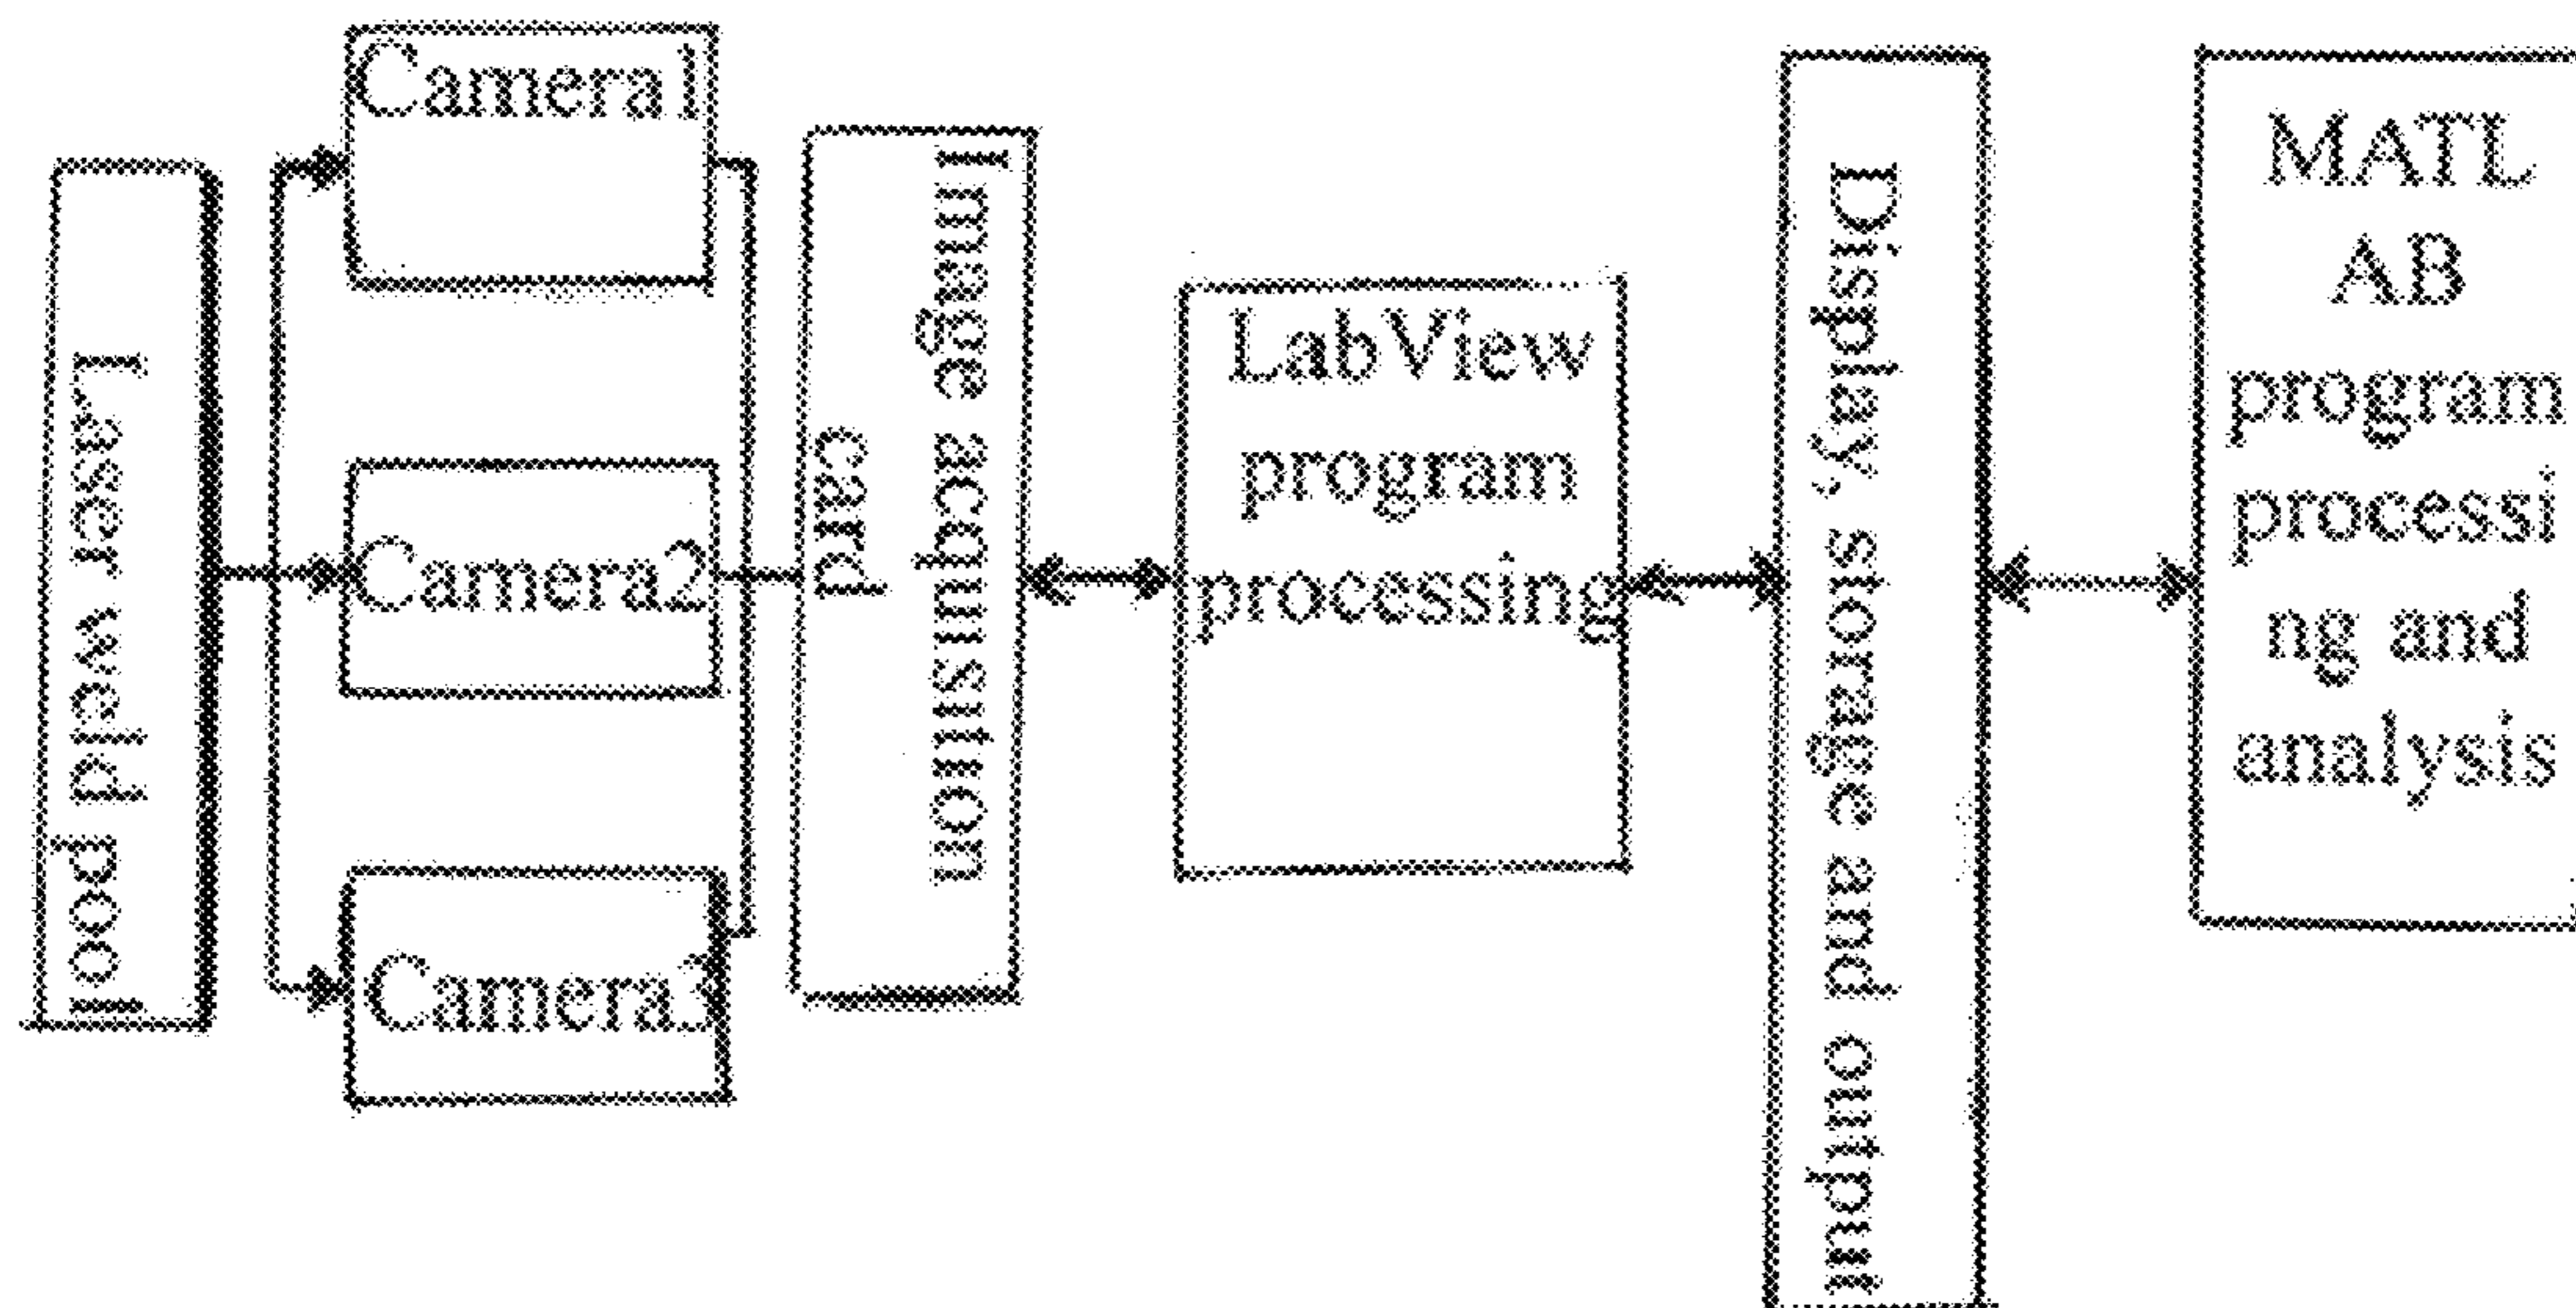 Laser weld pool
Camera1
Camera2
Camera3
Image acquisition
card
LabView
program
processing
Display, storage and output
MATL
AB
program
processi
ng and
analysis